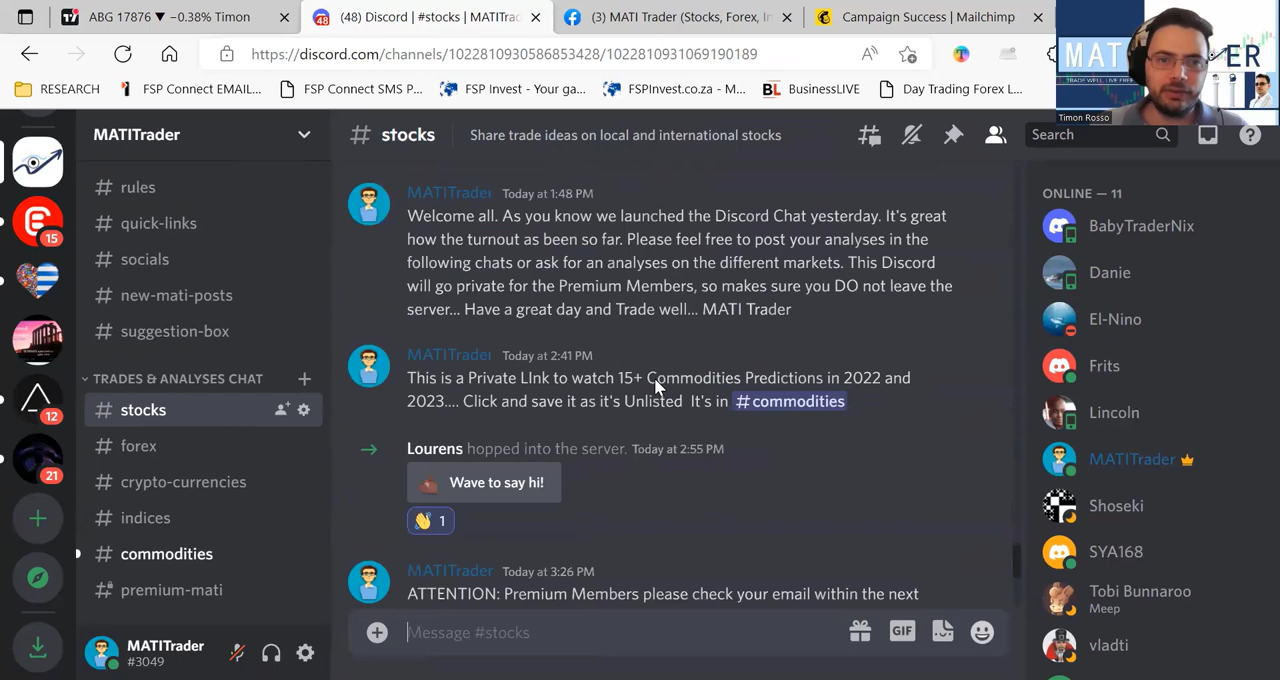 ABG 17876 ▼ −0.38% Timon
(48) Discord | #stocks | MATITrad
(3) MATI Trader (Stocks, Forex, In
Campaign Success | Mailchimp
https://discord.com/channels/1022810930586853428/1022810931069190189
RESEARCH
FSP Connect EMAIL...
FSP Connect SMS P...
FSP Invest - Your ga...
FSPInvest.co.za - M...
BL BusinessLIVE
Day Trading Forex L...
MAT
ER
Timon Rosso
MATITrader
# rules
# quick-links
# socials
# new-mati-posts
# suggestion-box
TRADES & ANALYSES CHAT
# stocks
# forex
# crypto-currencies
# indices
# commodities
# premium-mati
MATITrader
#3049
48
15
12
21
# stocks
Share trade ideas on local and international stocks
Search
MATITrader Today at 1:48 PM
Welcome all. As you know we launched the Discord Chat yesterday. It's great
how the turnout as been so far. Please feel free to post your analyses in the
following chats or ask for an analyses on the different markets. This Discord
will go private for the Premium Members, so makes sure you DO not leave the
server... Have a great day and Trade well... MATI Trader
MATITrader Today at 2:41 PM
This is a Private LInk to watch 15+ Commodities Predictions in 2022 and
2023.... Click and save it as it's Unlisted It's in #commodities
Lourens hopped into the server. Today at 2:55 PM
Wave to say hi!
1
MATITrader Today at 3:26 PM
ATTENTION: Premium Members please check your email within the next
Message #stocks
GIF
ONLINE — 11
BabyTraderNix
Danie
El-Nino
Frits
Lincoln
MATITrader
Shoseki
SYA168
Tobi Bunnaroo
Meep
vladti